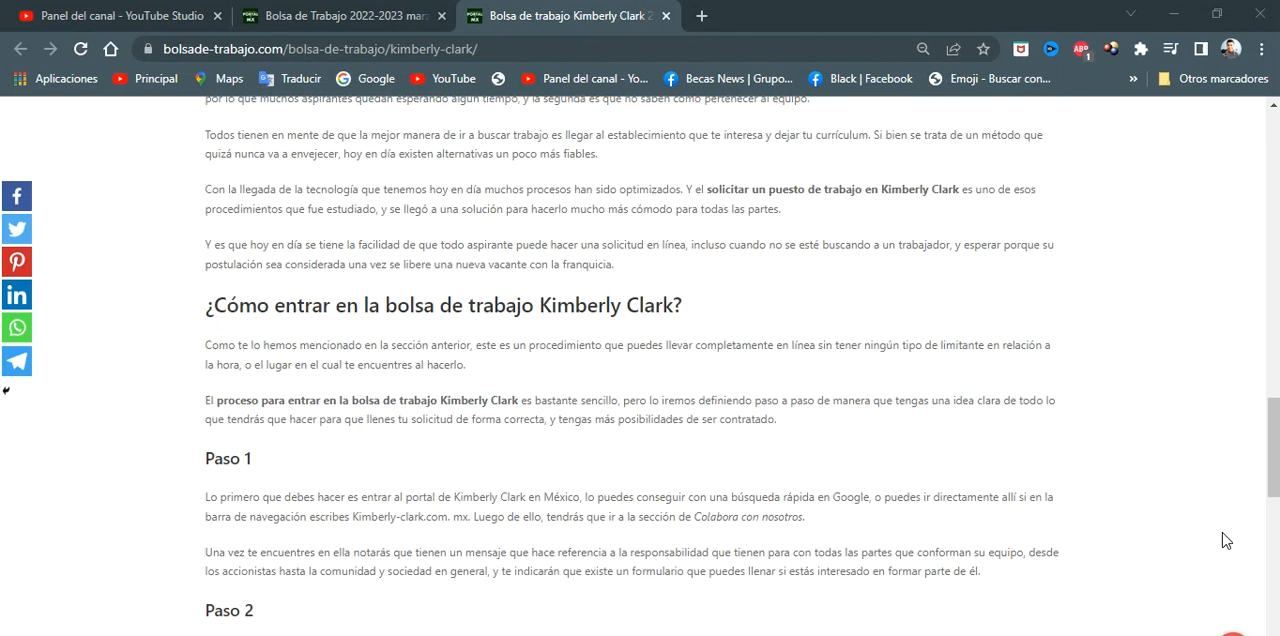 Panel del canal - YouTube Studio
Bolsa de Trabajo 2022-2023 mar
Bolsa de trabajo Kimberly Clark 2
bolsade-trabajo.com/bolsa-de-trabajo/kimberly-clark/
ABP
1
Aplicaciones
Principal
Maps
Traducir
Google
YouTube
Panel del canal - Yo...
Becas News | Grupo...
Black | Facebook
Emoji - Buscar con...
»
Otros marcadores
por lo que muchos aspirantes quedan esperando algún tiempo, y la segunda es que no saben cómo pertenecer al equipo.
Todos tienen en mente de que la mejor manera de ir a buscar trabajo es llegar al establecimiento que te interesa y dejar tu currículum. Si bien se trata de un método que
quizá nunca va a envejecer, hoy en día existen alternativas un poco más fiables.
Con la llegada de la tecnología que tenemos hoy en día muchos procesos han sido optimizados. Y el solicitar un puesto de trabajo en Kimberly Clark es uno de esos
procedimientos que fue estudiado, y se llegó a una solución para hacerlo mucho más cómodo para todas las partes.
Y es que hoy en día se tiene la facilidad de que todo aspirante puede hacer una solicitud en línea, incluso cuando no se esté buscando a un trabajador, y esperar porque su
postulación sea considerada una vez se libere una nueva vacante con la franquicia.
¿Cómo entrar en la bolsa de trabajo Kimberly Clark?
Como te lo hemos mencionado en la sección anterior, este es un procedimiento que puedes llevar completamente en línea sin tener ningún tipo de limitante en relación a
la hora, o el lugar en el cual te encuentres al hacerlo.
El proceso para entrar en la bolsa de trabajo Kimberly Clark es bastante sencillo, pero lo iremos definiendo paso a paso de manera que tengas una idea clara de todo lo
que tendrás que hacer para que llenes tu solicitud de forma correcta, y tengas más posibilidades de ser contratado.
Paso 1
Lo primero que debes hacer es entrar al portal de Kimberly Clark en México, lo puedes conseguir con una búsqueda rápida en Google, o puedes ir directamente allí si en la
barra de navegación escribes Kimberly-clark.com. mx. Luego de ello, tendrás que ir a la sección de Colabora con nosotros.
Una vez te encuentres en ella notarás que tienen un mensaje que hace referencia a la responsabilidad que tienen para con todas las partes que conforman su equipo, desde
los accionistas hasta la comunidad y sociedad en general, y te indicarán que existe un formulario que puedes llenar si estás interesado en formar parte de él.
Paso 2